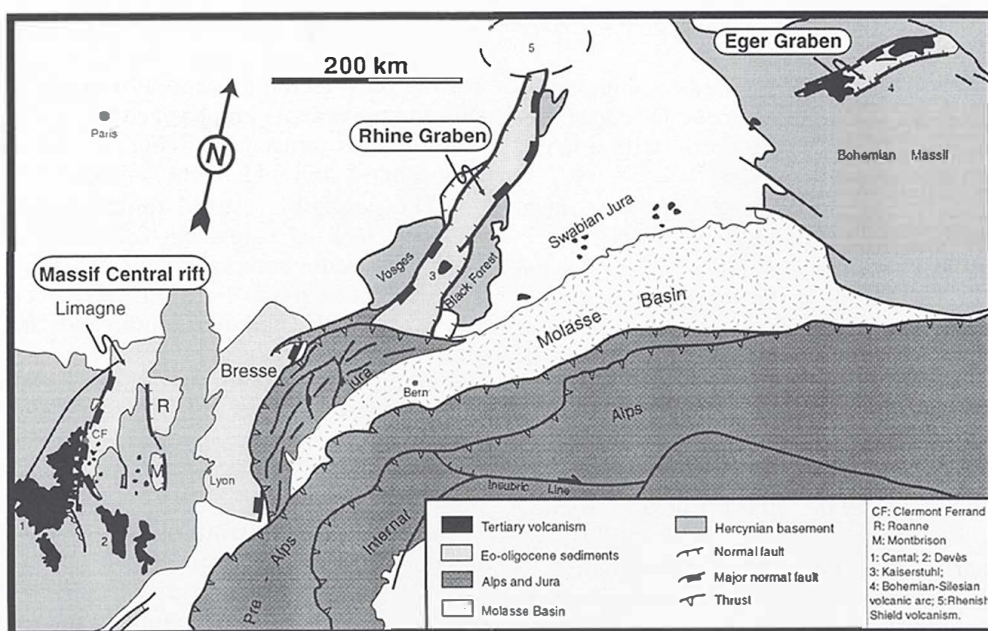 5
Eger Graben
4
200 km
Paris
N
Rhine Graben
Bohemian Massif
Swabian Jura
Vosges
3
Black Forest
Massif Central rift
Limagne
Molasse Basin
Bresse
Jura
Bern
R
CF
Alps
M
Lyon
Insubric Line
1
2
Internal
Pre - Alps
Tertiary volcanism
Eo-oligocene sediments
Alps and Jura
Molasse Basin
Hercynian basement
Normal fault
Major normal fault
Thrust
CF: Clermont Ferrand
R: Roanne
M: Montbrison
1: Cantal; 2: Devès
3: Kaiserstuhl;
4: Bohemian-Silesian
volcanic arc; 5:Rhenish
Shield volcanism.